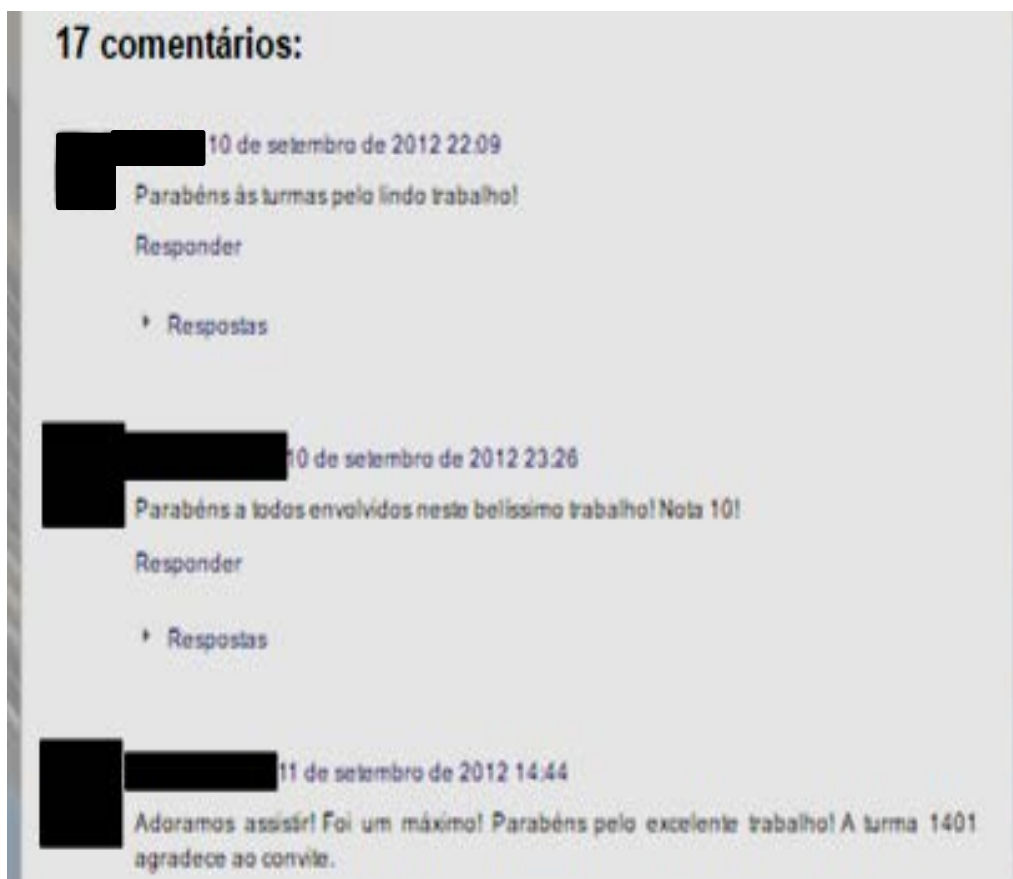 17 comentários:
10 de setembro de 2012 22:09
Parabéns às turmas pelo lindo trabalho!
Responder
Respostas
10 de setembro de 2012 23:26
Parabéns a todos envolvidos neste belíssimo trabalho! Nota 10!
Responder
Respostas
11 de setembro de 2012 14:44
Adoramos assistir! Foi um máximo! Parabéns pelo excelente trabalho! A turma 1401
agradece ao convite.